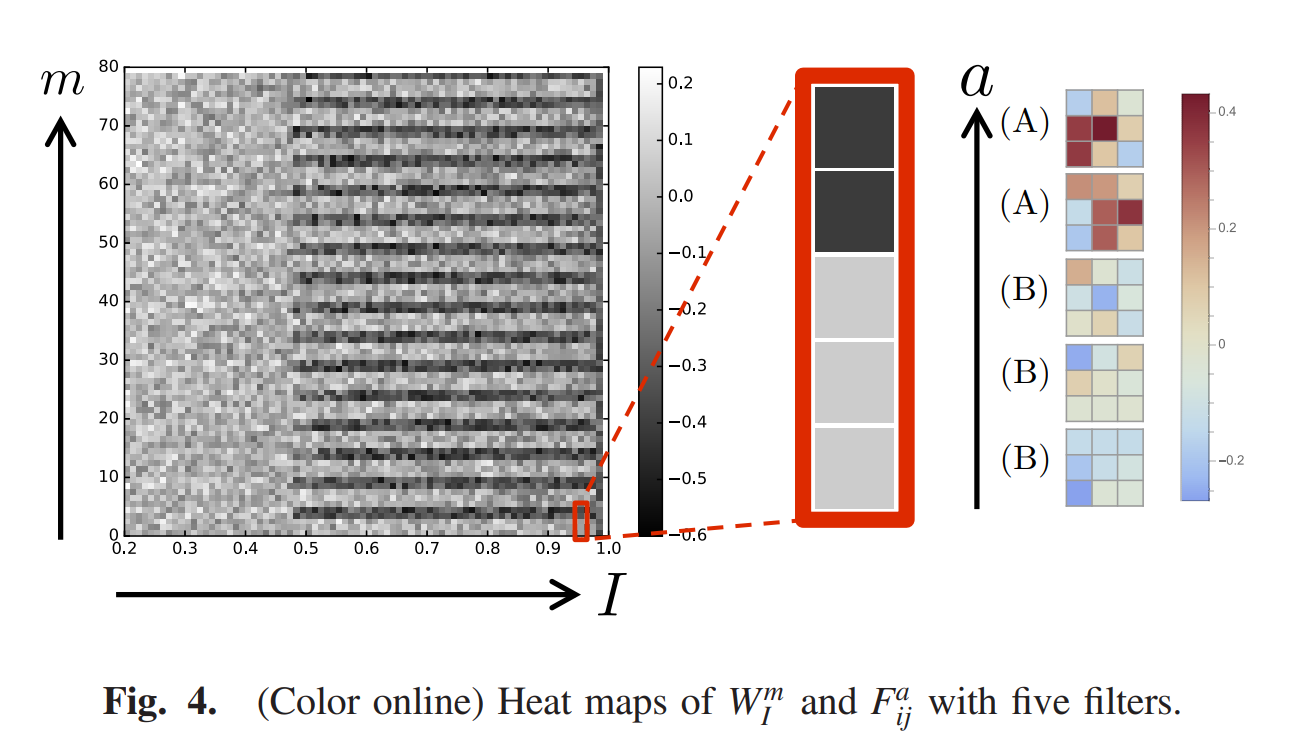 m
80
70
60
50
40
30
20
10
0
0.2 0.3 0.4 0.5 0.6 0.7 0.8 0.9 1.0
I
0.2
0.1
0.0
−0.1
−0.2
−0.3
−0.4
−0.5
−0.6
a
(A)
(A)
(B)
(B)
(B)
0.4
0.2
0
−0.2
Fig. 4. (Color online) Heat maps of $W_I^m$ and $F_{ij}^a$ with five filters.